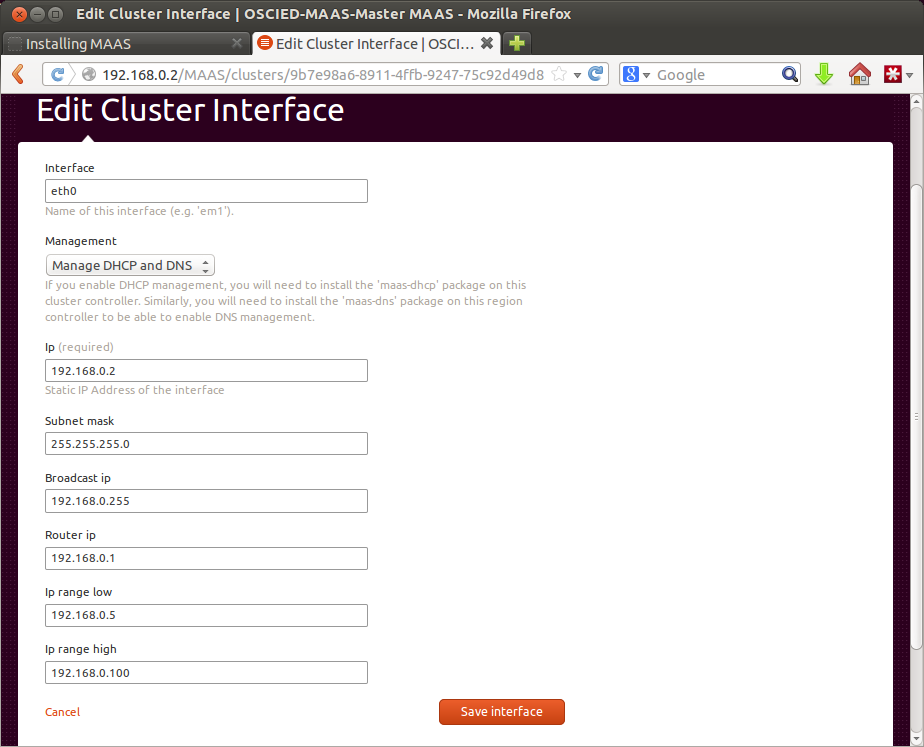 Edit Cluster Interface | OSCIED-MAAS-Master MAAS - Mozilla Firefox
Installing MAAS
Edit Cluster Interface | OSCI...
192.168.0.2/MAAS/clusters/9b7e98a6-8911-4ffb-9247-75c92d49d8
Google
Edit Cluster Interface
Interface
eth0
Name of this interface (e.g. 'em1').
Management
Manage DHCP and DNS
If you enable DHCP management, you will need to install the 'maas-dhcp' package on this
cluster controller. Similarly, you will need to install the 'maas-dns' package on this region
controller to be able to enable DNS management.
Ip (required)
192.168.0.2
Static IP Address of the interface
Subnet mask
255.255.255.0
Broadcast ip
192.168.0.255
Router ip
192.168.0.1
Ip range low
192.168.0.5
Ip range high
192.168.0.100
Cancel
Save interface